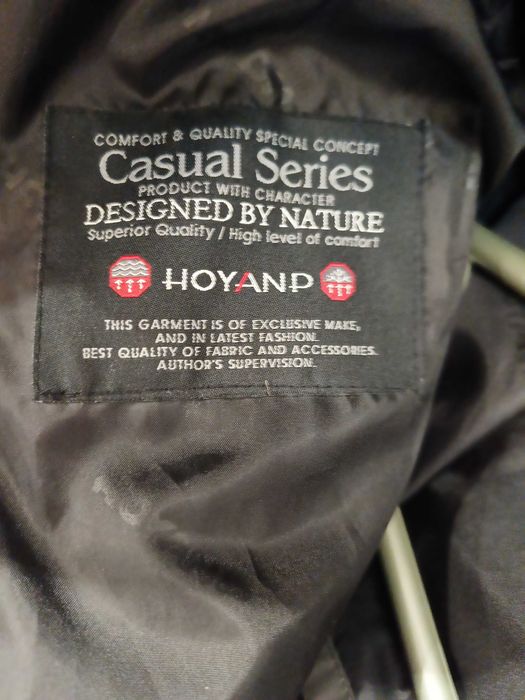 COMFORT & QUALITY SPECIAL CONCEPT
Casual Series
PRODUCT WITH CHARACTER
DESIGNED BY NATURE
Superior Quality / High level of comfort
HOYANP
THIS GARMENT IS OF EXCLUSIVE MAKE,
AND IN LATEST FASHION.
BEST QUALITY OF FABRIC AND ACCESSORIES.
AUTHOR'S SUPERVISION.